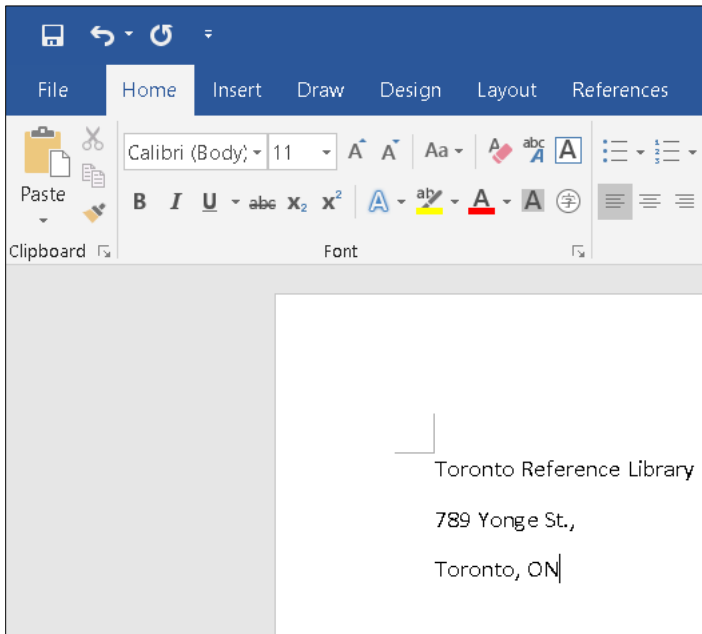 File Home Insert Draw Design Layout References
Calibri (Body) 11 A A Aa abc A A
Paste B I U abc X₂ X² A ab A A 字
Clipboard Font
Toronto Reference Library
789 Yonge St.,
Toronto, ON